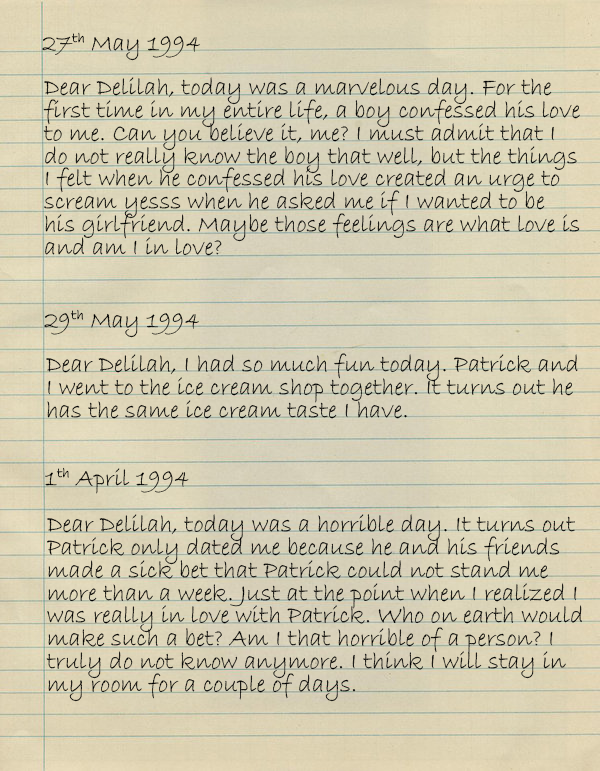 27th May 1994
Dear Delilah, today was a marvelous day. For the
first time in my entire life, a boy confessed his love
to me. Can you believe it, me? I must admit that I
do not really know the boy that well, but the things
I felt when he confessed his love created an urge to
scream yesss when he asked me if I wanted to be
his girlfriend. Maybe those feelings are what love is
and am I in love?
29th May 1994
Dear Delilah, I had so much fun today. Patrick and
I went to the ice cream shop together. It turns out he
has the same ice cream taste I have.
1th April 1994
Dear Delilah, today was a horrible day. It turns out
Patrick only dated me because he and his friends
made a sick bet that Patrick could not stand me
more than a week. Just at the point when I realized I
was really in love with Patrick. Who on earth would
make such a bet? Am I that horrible of a person? I
truly do not know anymore. I think I will stay in
my room for a couple of days.